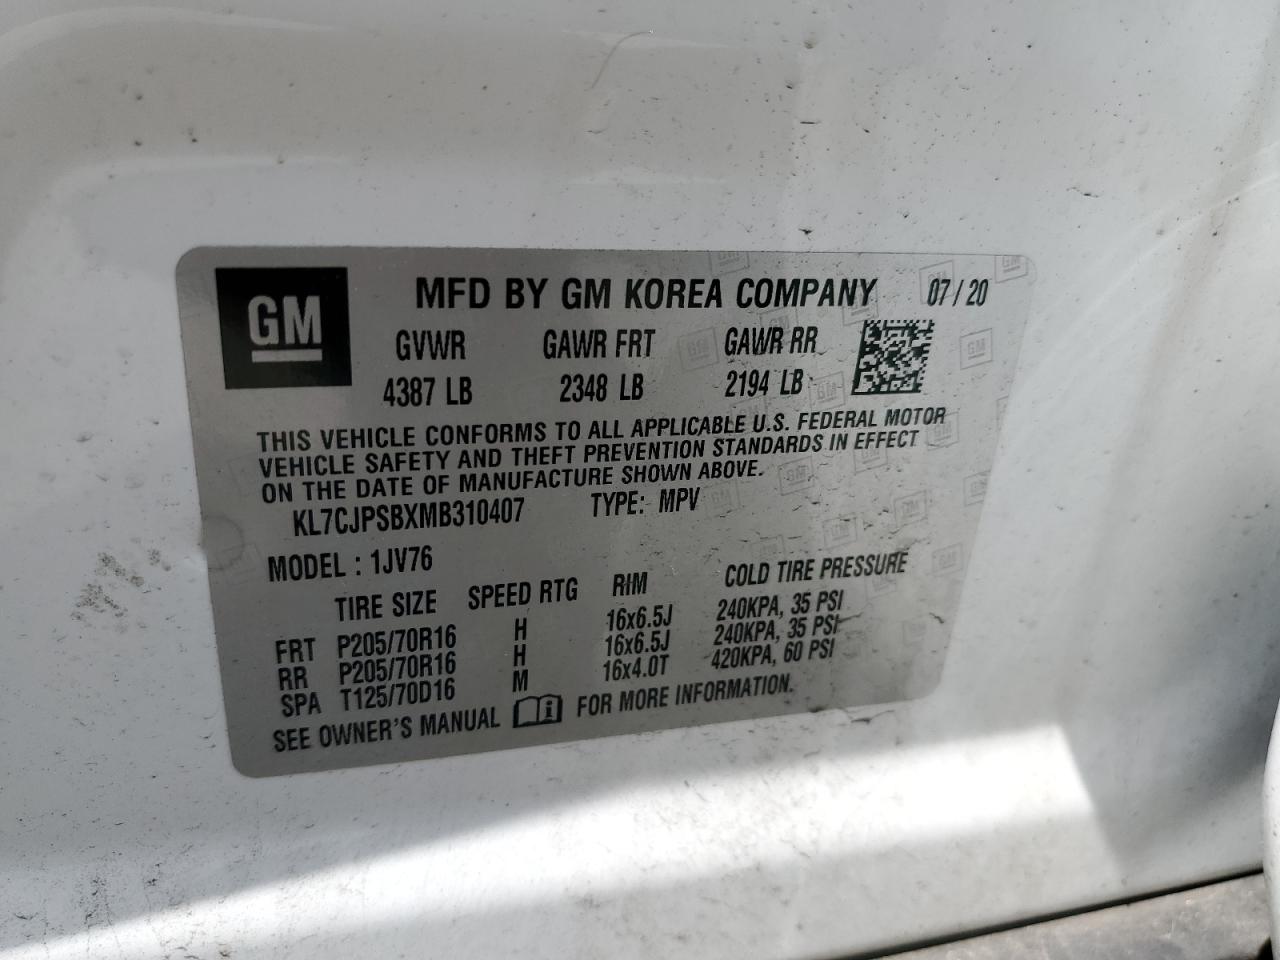 GM
MFD BY GM KOREA COMPANY 07/20
GVWR GAWR FRT GAWR RR
4387 LB 2348 LB 2194 LB
THIS VEHICLE CONFORMS TO ALL APPLICABLE U.S. FEDERAL MOTOR
VEHICLE SAFETY AND THEFT PREVENTION STANDARDS IN EFFECT
ON THE DATE OF MANUFACTURE SHOWN ABOVE.
KL7CJPSBXMB310407 TYPE: MPV
MODEL : 1JV76
TIRE SIZE SPEED RTG RIM COLD TIRE PRESSURE
FRT P205/70R16 H 16x6.5J 240KPA, 35 PSI
RR P205/70R16 H 16x6.5J 240KPA, 35 PSI
SPA T125/70D16 M 16x4.0T 420KPA, 60 PSI
SEE OWNER'S MANUAL FOR MORE INFORMATION.